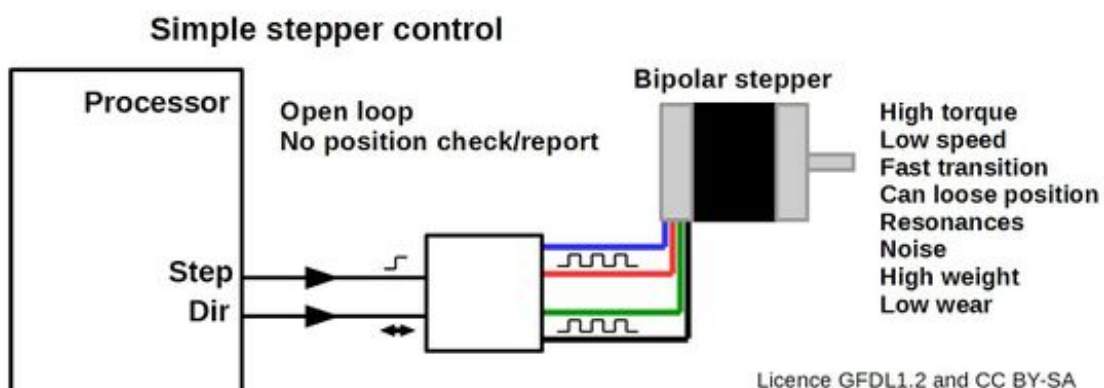 Simple stepper control
Processor
Open loop
No position check/report
Step
Dir
Bipolar stepper
High torque
Low speed
Fast transition
Can loose position
Resonances
Noise
High weight
Low wear
Licence GFDL1.2 and CC BY-SA